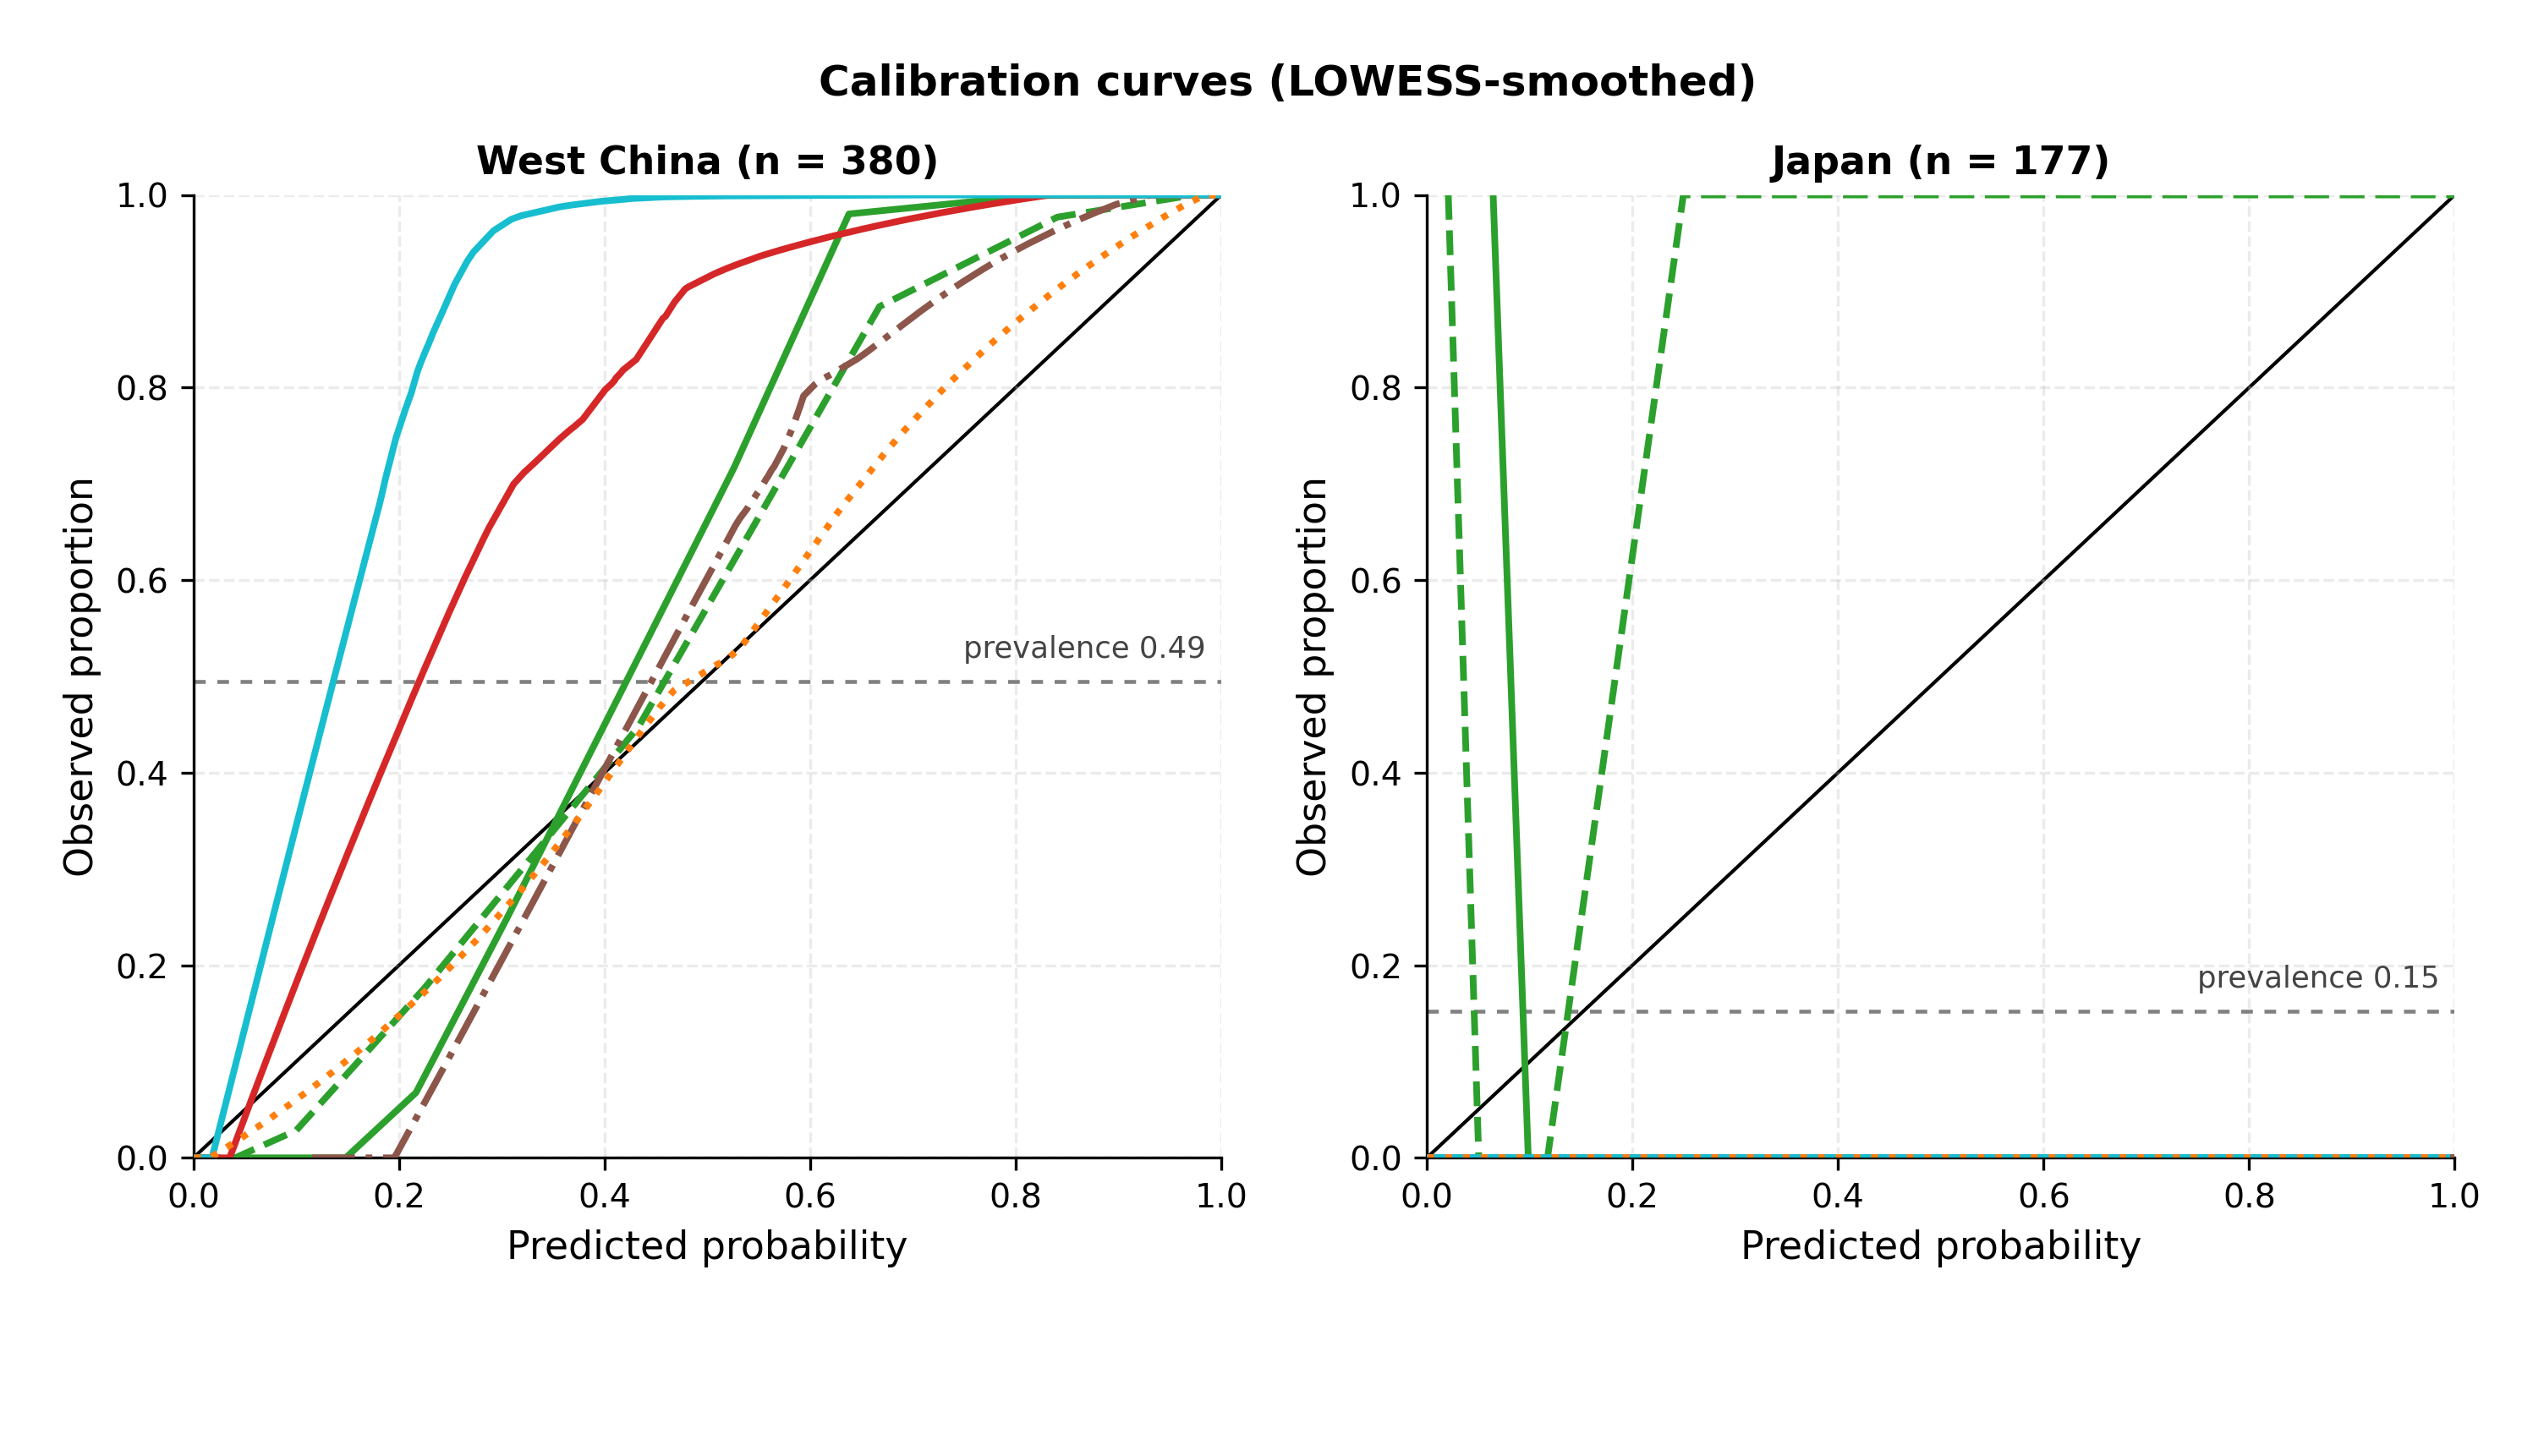 Calibration curves (LOWESS-smoothed)
West China (n = 380)
1.0
0.8
0.6
0.4
0.2
0.0
Observed proportion
prevalence 0.49
0.0 0.2 0.4 0.6 0.8 1.0
Predicted probability
Japan (n = 177)
1.0
0.8
0.6
0.4
0.2
0.0
Observed proportion
prevalence 0.15
0.0 0.2 0.4 0.6 0.8 1.0
Predicted probability